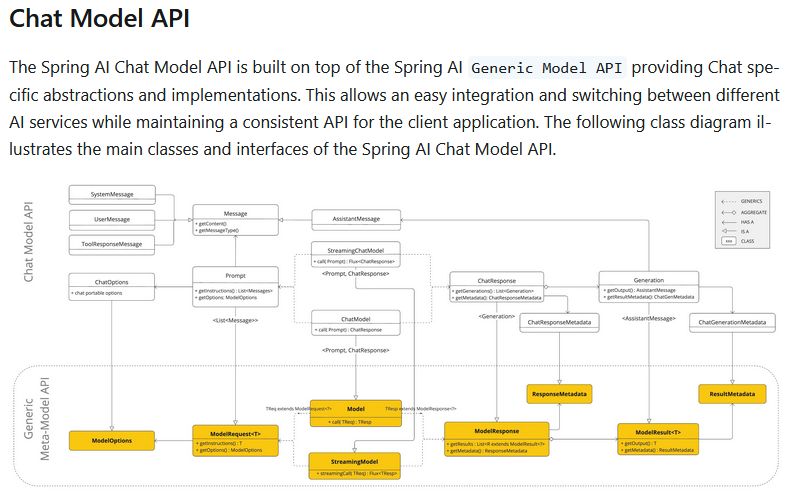 Chat Model API
The Spring AI Chat Model API is built on top of the Spring AI Generic Model API providing Chat spe-
cific abstractions and implementations. This allows an easy integration and switching between different
AI services while maintaining a consistent API for the client application. The following class diagram il-
lustrates the main classes and interfaces of the Spring AI Chat Model API.
Chat Model API
SystemMessage
UserMessage
ToolResponseMessage
Message
+ getContent()
+ getMessageType()
AssistantMessage
GENERICS
AGGREGATE
HAS A
IS A
CLASS
StreamingChatModel
+ call( Prompt) : Flux<ChatResponse>
<Prompt, ChatResponse>
ChatOptions
+ chat portable options
Prompt
+ getInstructions() : List<Messages>
+ getOptions: ModelOptions
<List<Message>>
ChatModel
+ call( Prompt) : ChatResponse
<Prompt, ChatResponse>
ChatResponse
+ getGenerations() : List<Generation>
+ getMetadata(): ChatResponseMetadata
<Generation>
ChatResponseMetadata
Generation
+ getOutput() : AssistantMessage
+ getResultMetadata(): ChatGenMetadata
<AssistantMessage>
ChatGenerationMetadata
Generic
Meta-Model API
ModelOptions
ModelRequest<T>
+ getInstructions() : T
+ getOptions() : ModelOptions
TReq extends ModelRequest<?>
Model
+ call( TReq) : TResp
TResp extends ModelResponse<?>
StreamingModel
+ streamingCall( TReq) : Flux<TResp>
ResponseMetadata
ModelResponse
+ getResults : List<R extends ModelResult<?>
+ getMetadata() : ResponseMetadata
ResultMetadata
ModelResult<T>
+ getOutput() : T
+ getMetadata() : ResultMetadata